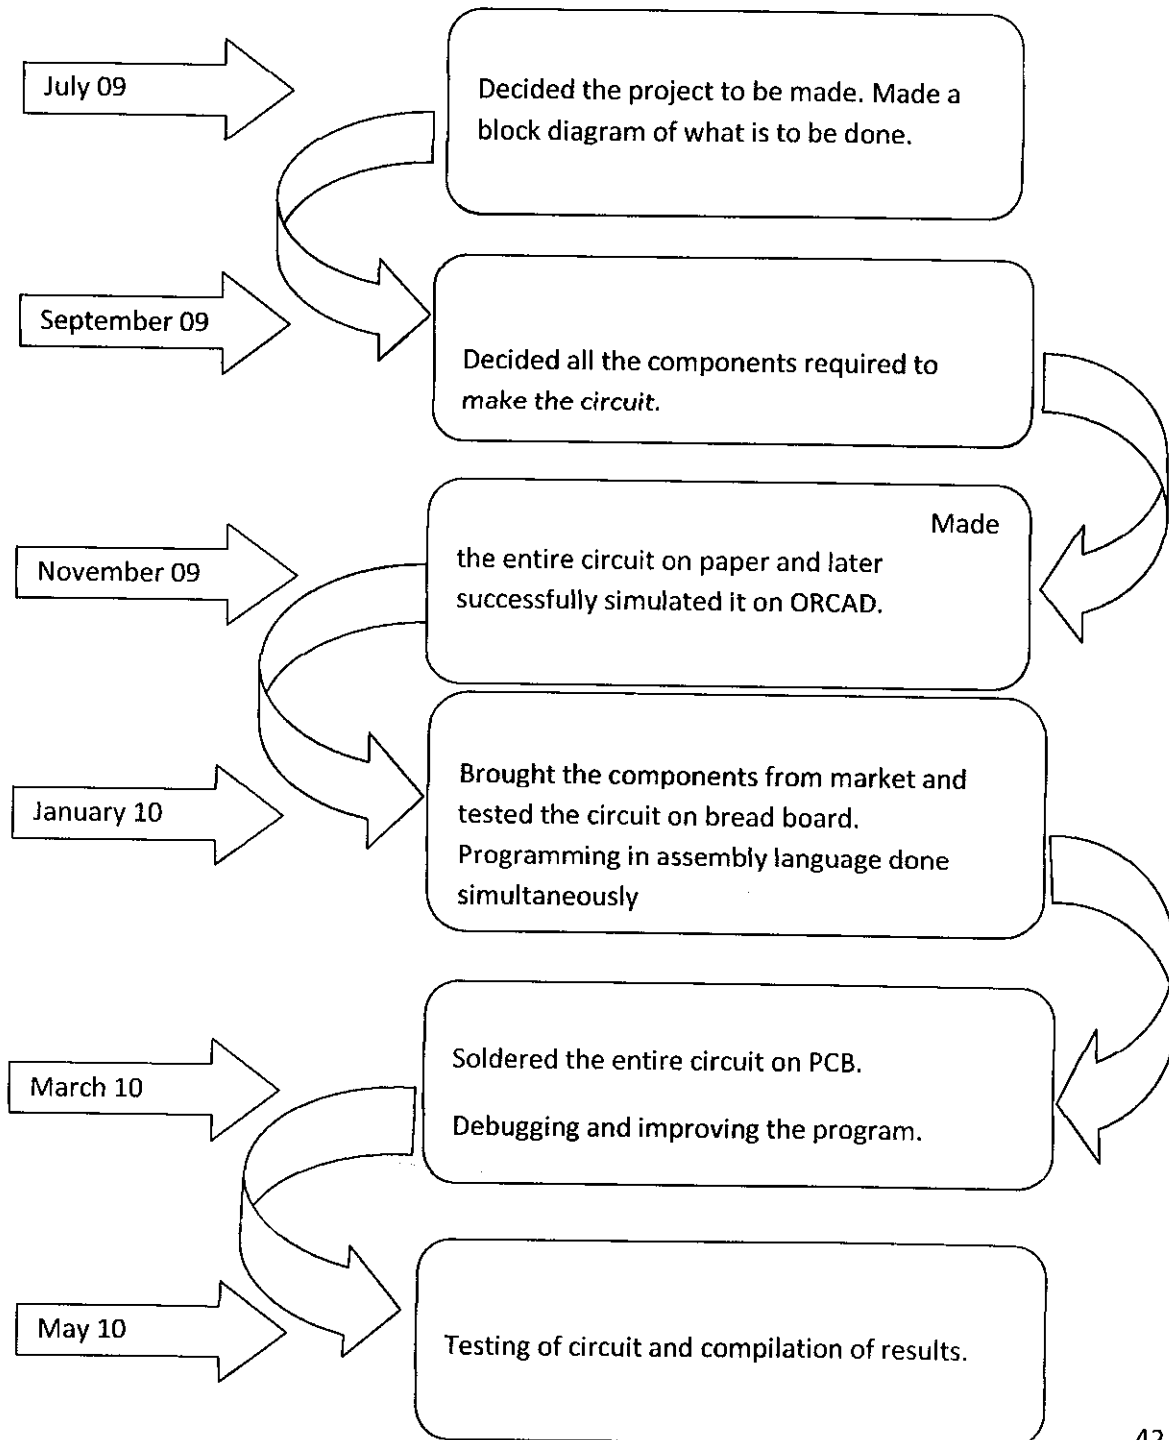 July 09
Decided the project to be made. Made a
block diagram of what is to be done.
September 09
Decided all the components required to
make the circuit.
Made
November 09
the entire circuit on paper and later
successfully simulated it on ORCAD.
January 10
Brought the components from market and
tested the circuit on bread board.
Programming in assembly language done
simultaneously
March 10
Soldered the entire circuit on PCB.
Debugging and improving the program.
May 10
Testing of circuit and compilation of results.